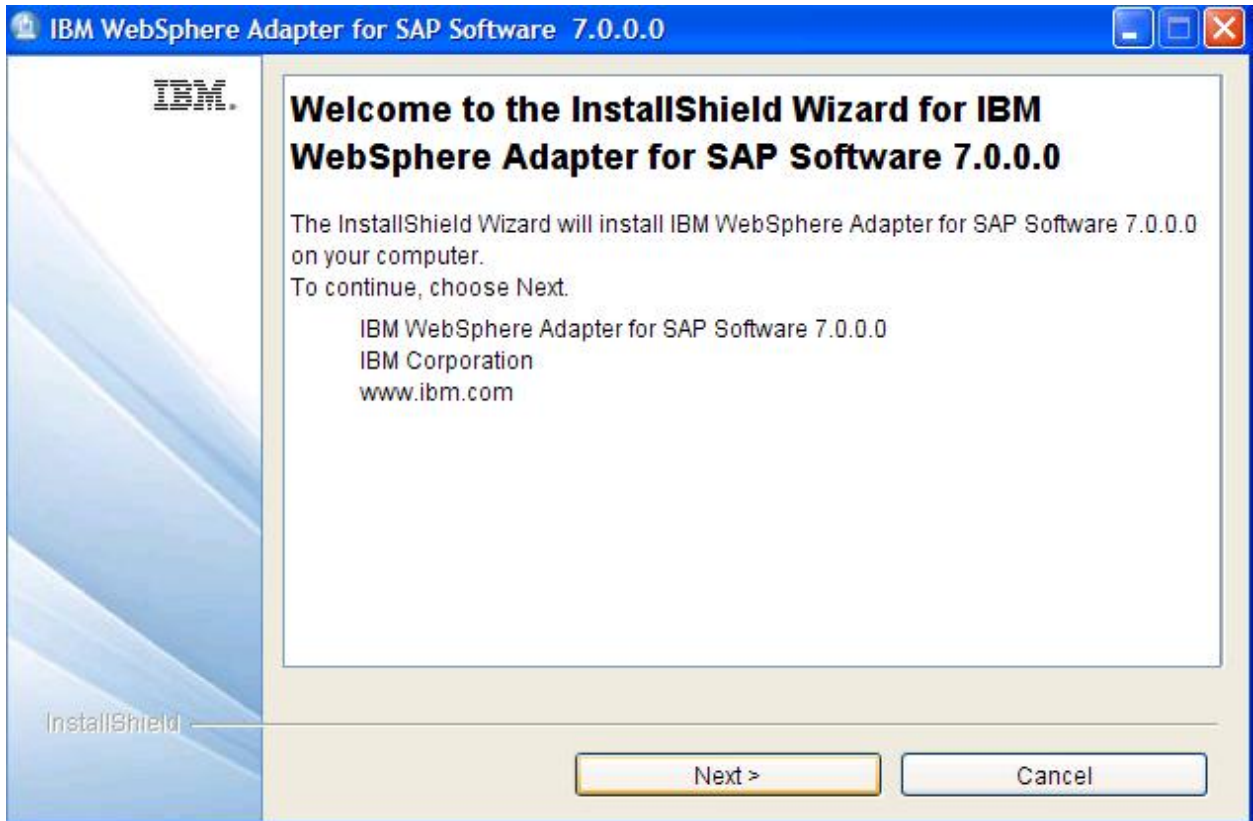 IBM WebSphere Adapter for SAP Software 7.0.0.0
IBM.
Welcome to the InstallShield Wizard for IBM
WebSphere Adapter for SAP Software 7.0.0.0
The InstallShield Wizard will install IBM WebSphere Adapter for SAP Software 7.0.0.0
on your computer.
To continue, choose Next.
IBM WebSphere Adapter for SAP Software 7.0.0.0
IBM Corporation
www.ibm.com
InstallShield
Next >
Cancel